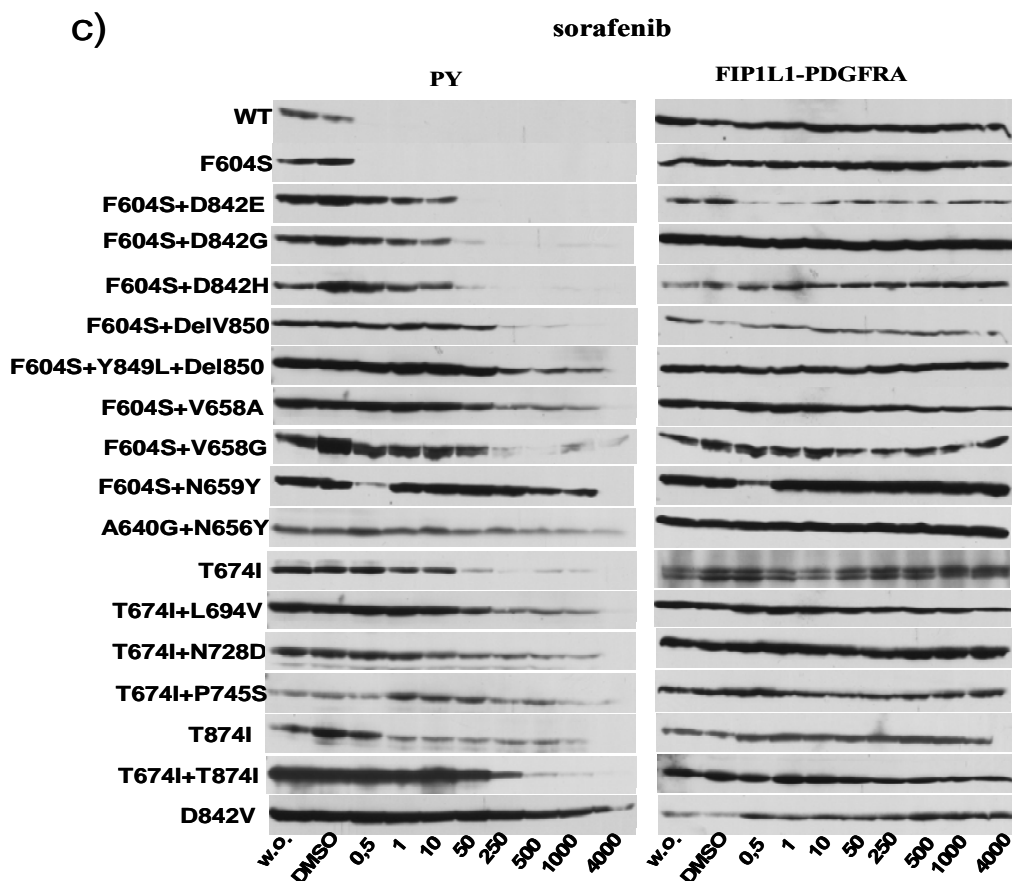 c)
sorafenib
PY
FIP1L1-PDGFRA
WT
F604S
F604S+D842E
F604S+D842G
F604S+D842H
F604S+DelV850
F604S+Y849L+Del850
F604S+V658A
F604S+V658G
F604S+N659Y
A640G+N656Y
T674I
T674I+L694V
T674I+N728D
T674I+P745S
T874I
T674I+T874I
D842V
w.o. DMSO 0,5 1 10 50 250 500 1000 4000
w.o. DMSO 0,5 1 10 50 250 500 1000 4000